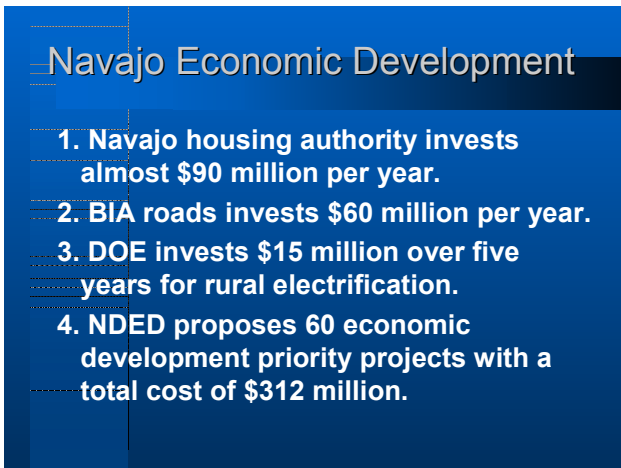 Navajo Economic Development
1. Navajo housing authority invests
almost $90 million per year.
2. BIA roads invests $60 million per year.
3. DOE invests $15 million over five
years for rural electrification.
4. NDED proposes 60 economic
development priority projects with a
total cost of $312 million.